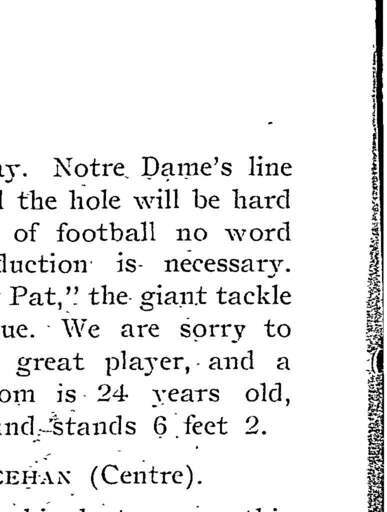 ay. Notre Dame's line
the hole will be hard
of football no word
duction is necessary.
Pat," the giant tackle
ue. We are sorry to
great player, and a
om is 24 years old,
and stands 6 feet 2.
EEHAN (Centre).